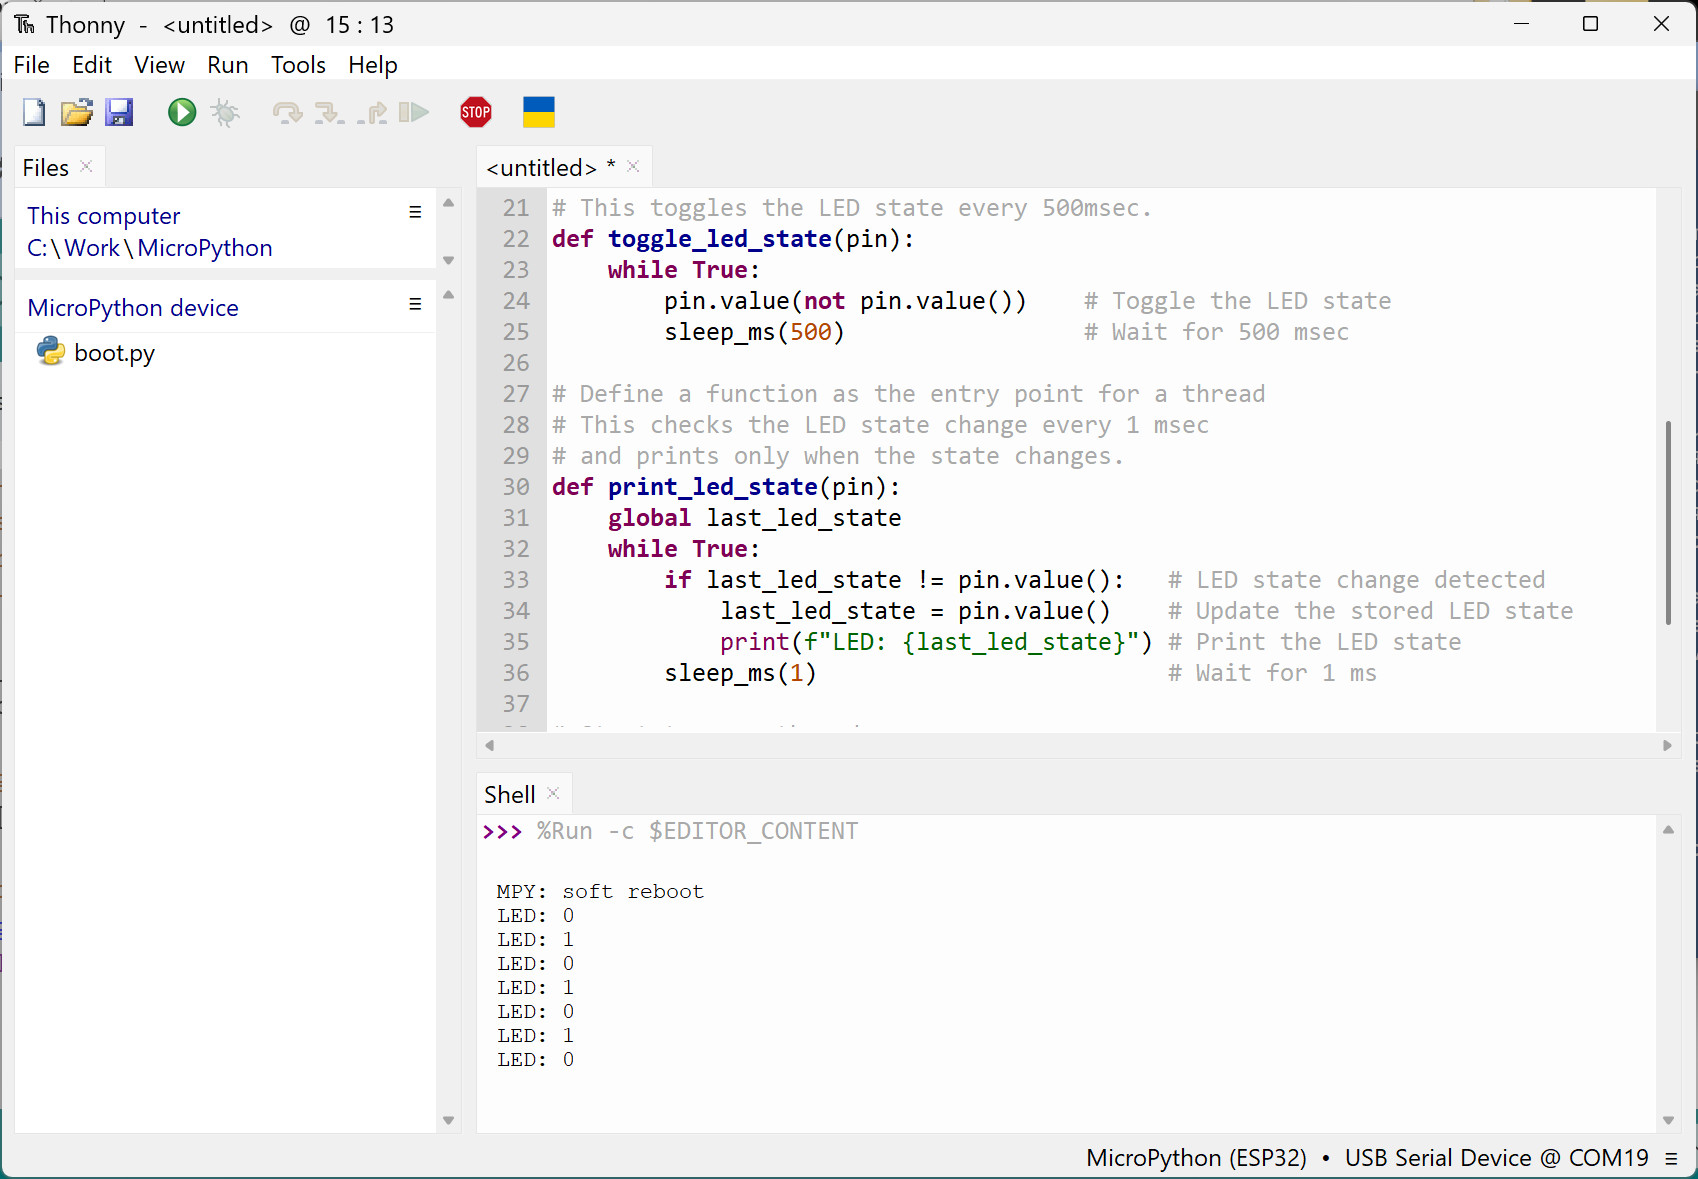 Thonny - <untitled> @ 15 : 13
File Edit View Run Tools Help
STOP
Files
This computer
C:\Work\MicroPython
MicroPython device
boot.py
<untitled> *
21 # This toggles the LED state every 500msec.
22 def toggle_led_state(pin):
23     while True:
24         pin.value(not pin.value())    # Toggle the LED state
25         sleep_ms(500)                 # Wait for 500 msec
26
27 # Define a function as the entry point for a thread
28 # This checks the LED state change every 1 msec
29 # and prints only when the state changes.
30 def print_led_state(pin):
31     global last_led_state
32     while True:
33         if last_led_state != pin.value():   # LED state change detected
34             last_led_state = pin.value()    # Update the stored LED state
35             print(f"LED: {last_led_state}") # Print the LED state
36         sleep_ms(1)                         # Wait for 1 ms
37
Shell
>>> %Run -c $EDITOR_CONTENT
MPY: soft reboot
LED: 0
LED: 1
LED: 0
LED: 1
LED: 0
LED: 1
LED: 0
MicroPython (ESP32) • USB Serial Device @ COM19